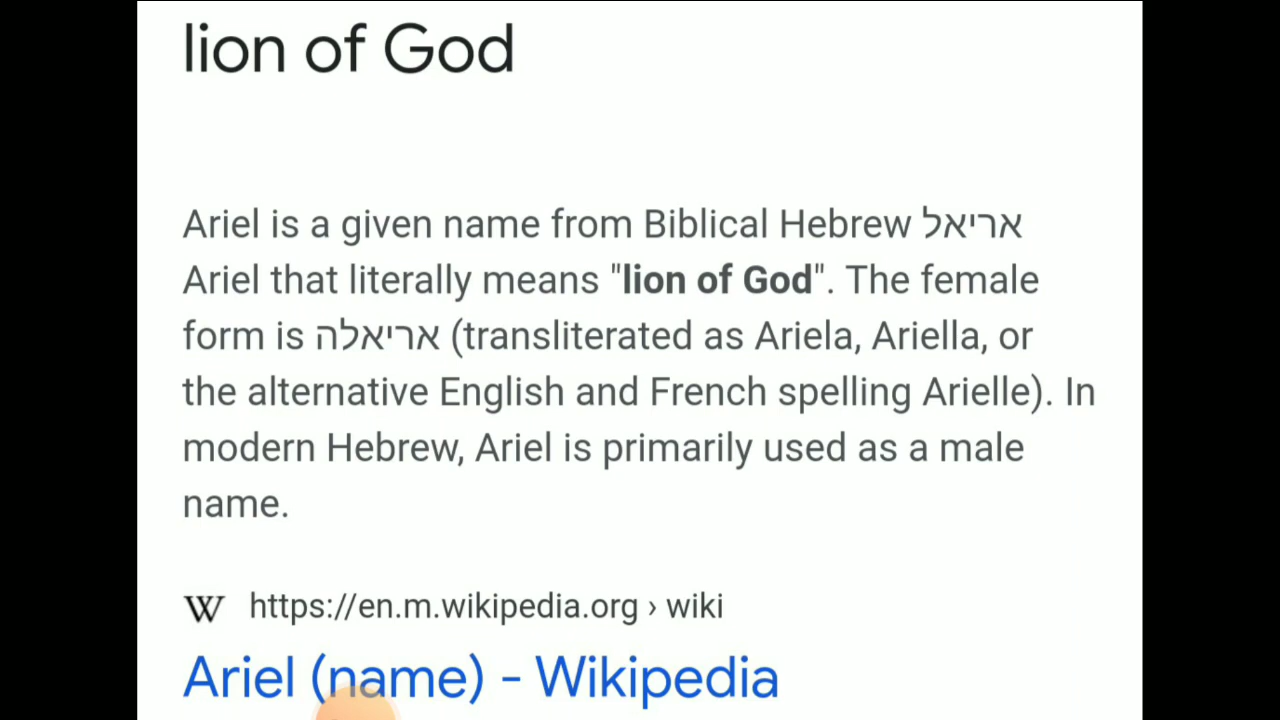 lion of God
Ariel is a given name from Biblical Hebrew אריאל
Ariel that literally means "lion of God". The female
form is אריאלה (transliterated as Ariela, Ariella, or
the alternative English and French spelling Arielle). In
modern Hebrew, Ariel is primarily used as a male
name.
W https://en.m.wikipedia.org › wiki
Ariel (name) - Wikipedia